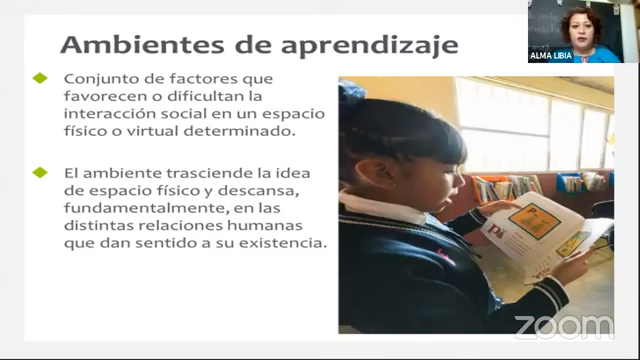 Ambientes de aprendizaje
Conjunto de factores que
favorecen o dificultan la
interacción social en un espacio
físico o virtual determinado.
El ambiente trasciende la idea
de espacio físico y descansa,
fundamentalmente, en las
distintas relaciones humanas
que dan sentido a su existencia.
ALMA LIBIA
zoom